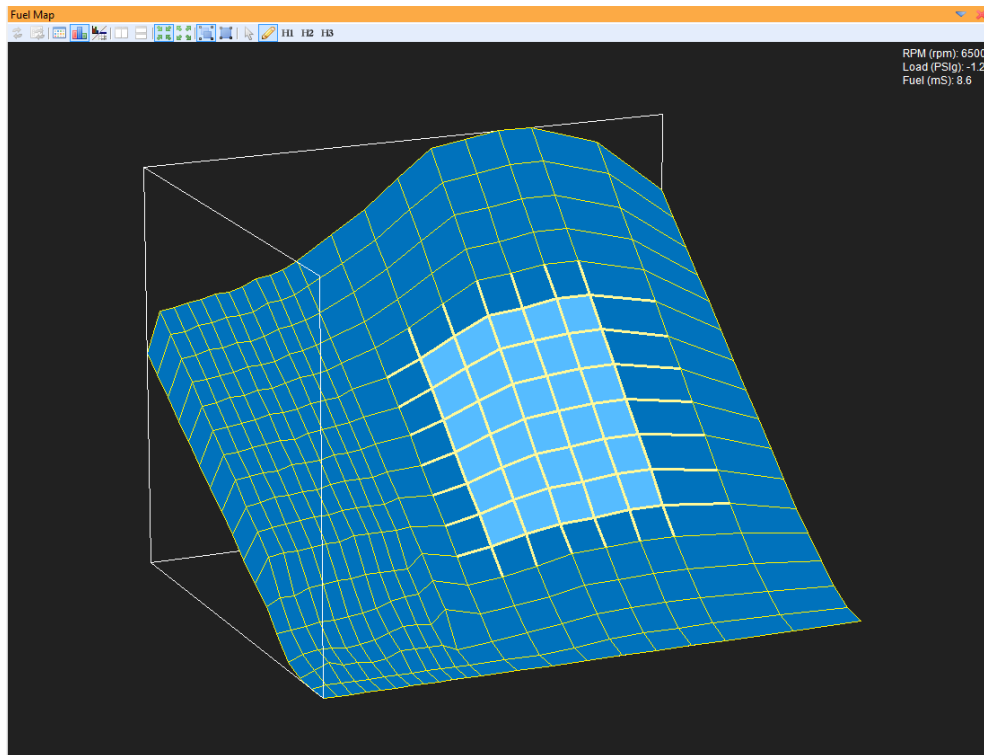 Fuel Map
H1 H2 H3
RPM (rpm): 6500
Load (PSIg): -1.2
Fuel (mS): 8.6